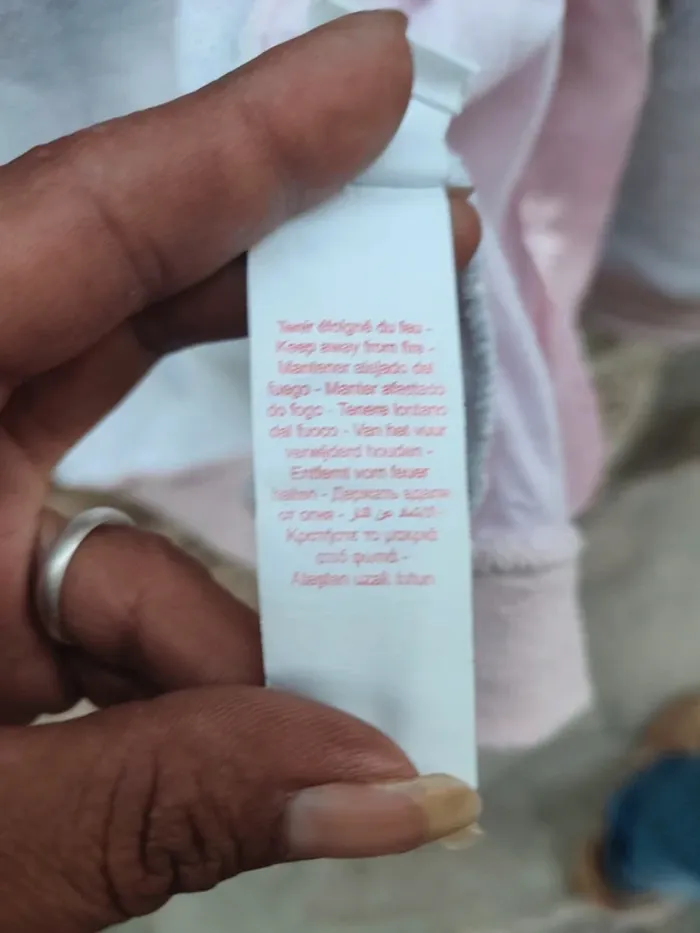 Tenir éloigné du feu -
Keep away from fire -
Mantener alejado del
fuego - Manter afastado
do fogo - Tenere lontano
dal fuoco - Van het vuur
verwijderd houden -
Entfernt vom feuer
halten - Держать вдали
от огня -
Κρατήστε το μακριά
από φωτιά -
Ateşten uzak tutun